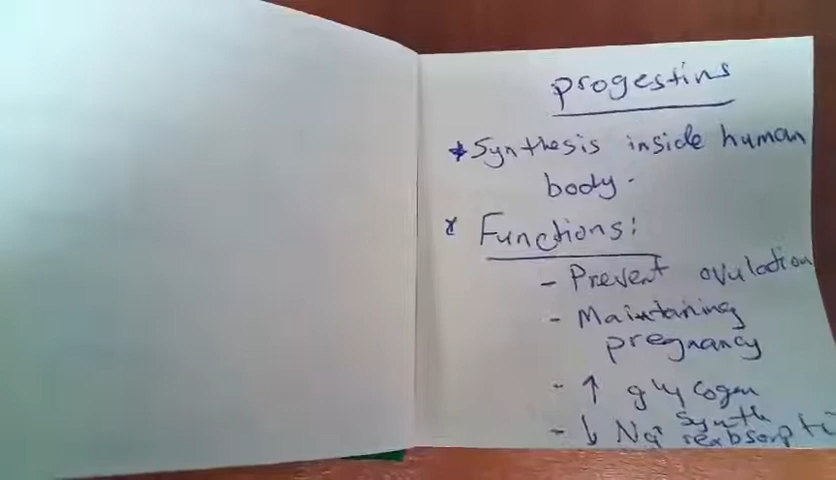 progestins
* Synthesis inside human
body.
* Functions:
- Prevent ovulation
- Maintaining
pregnancy
- ↑ glycogen
synth
- ↓ Na+ reabsorpti